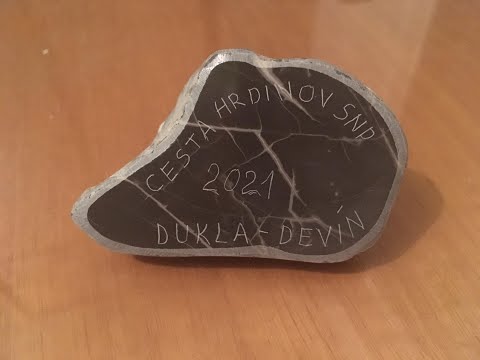 CESTA HRDINOV SNP
2021
DUKLA-DEVÍN